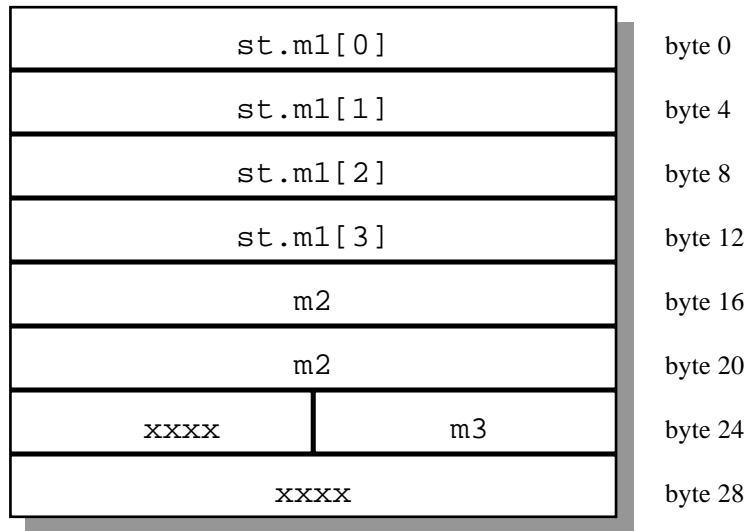 st.m1[0] byte 0
st.m1[1] byte 4
st.m1[2] byte 8
st.m1[3] byte 12
m2 byte 16
m2 byte 20
xxxx m3 byte 24
xxxx byte 28